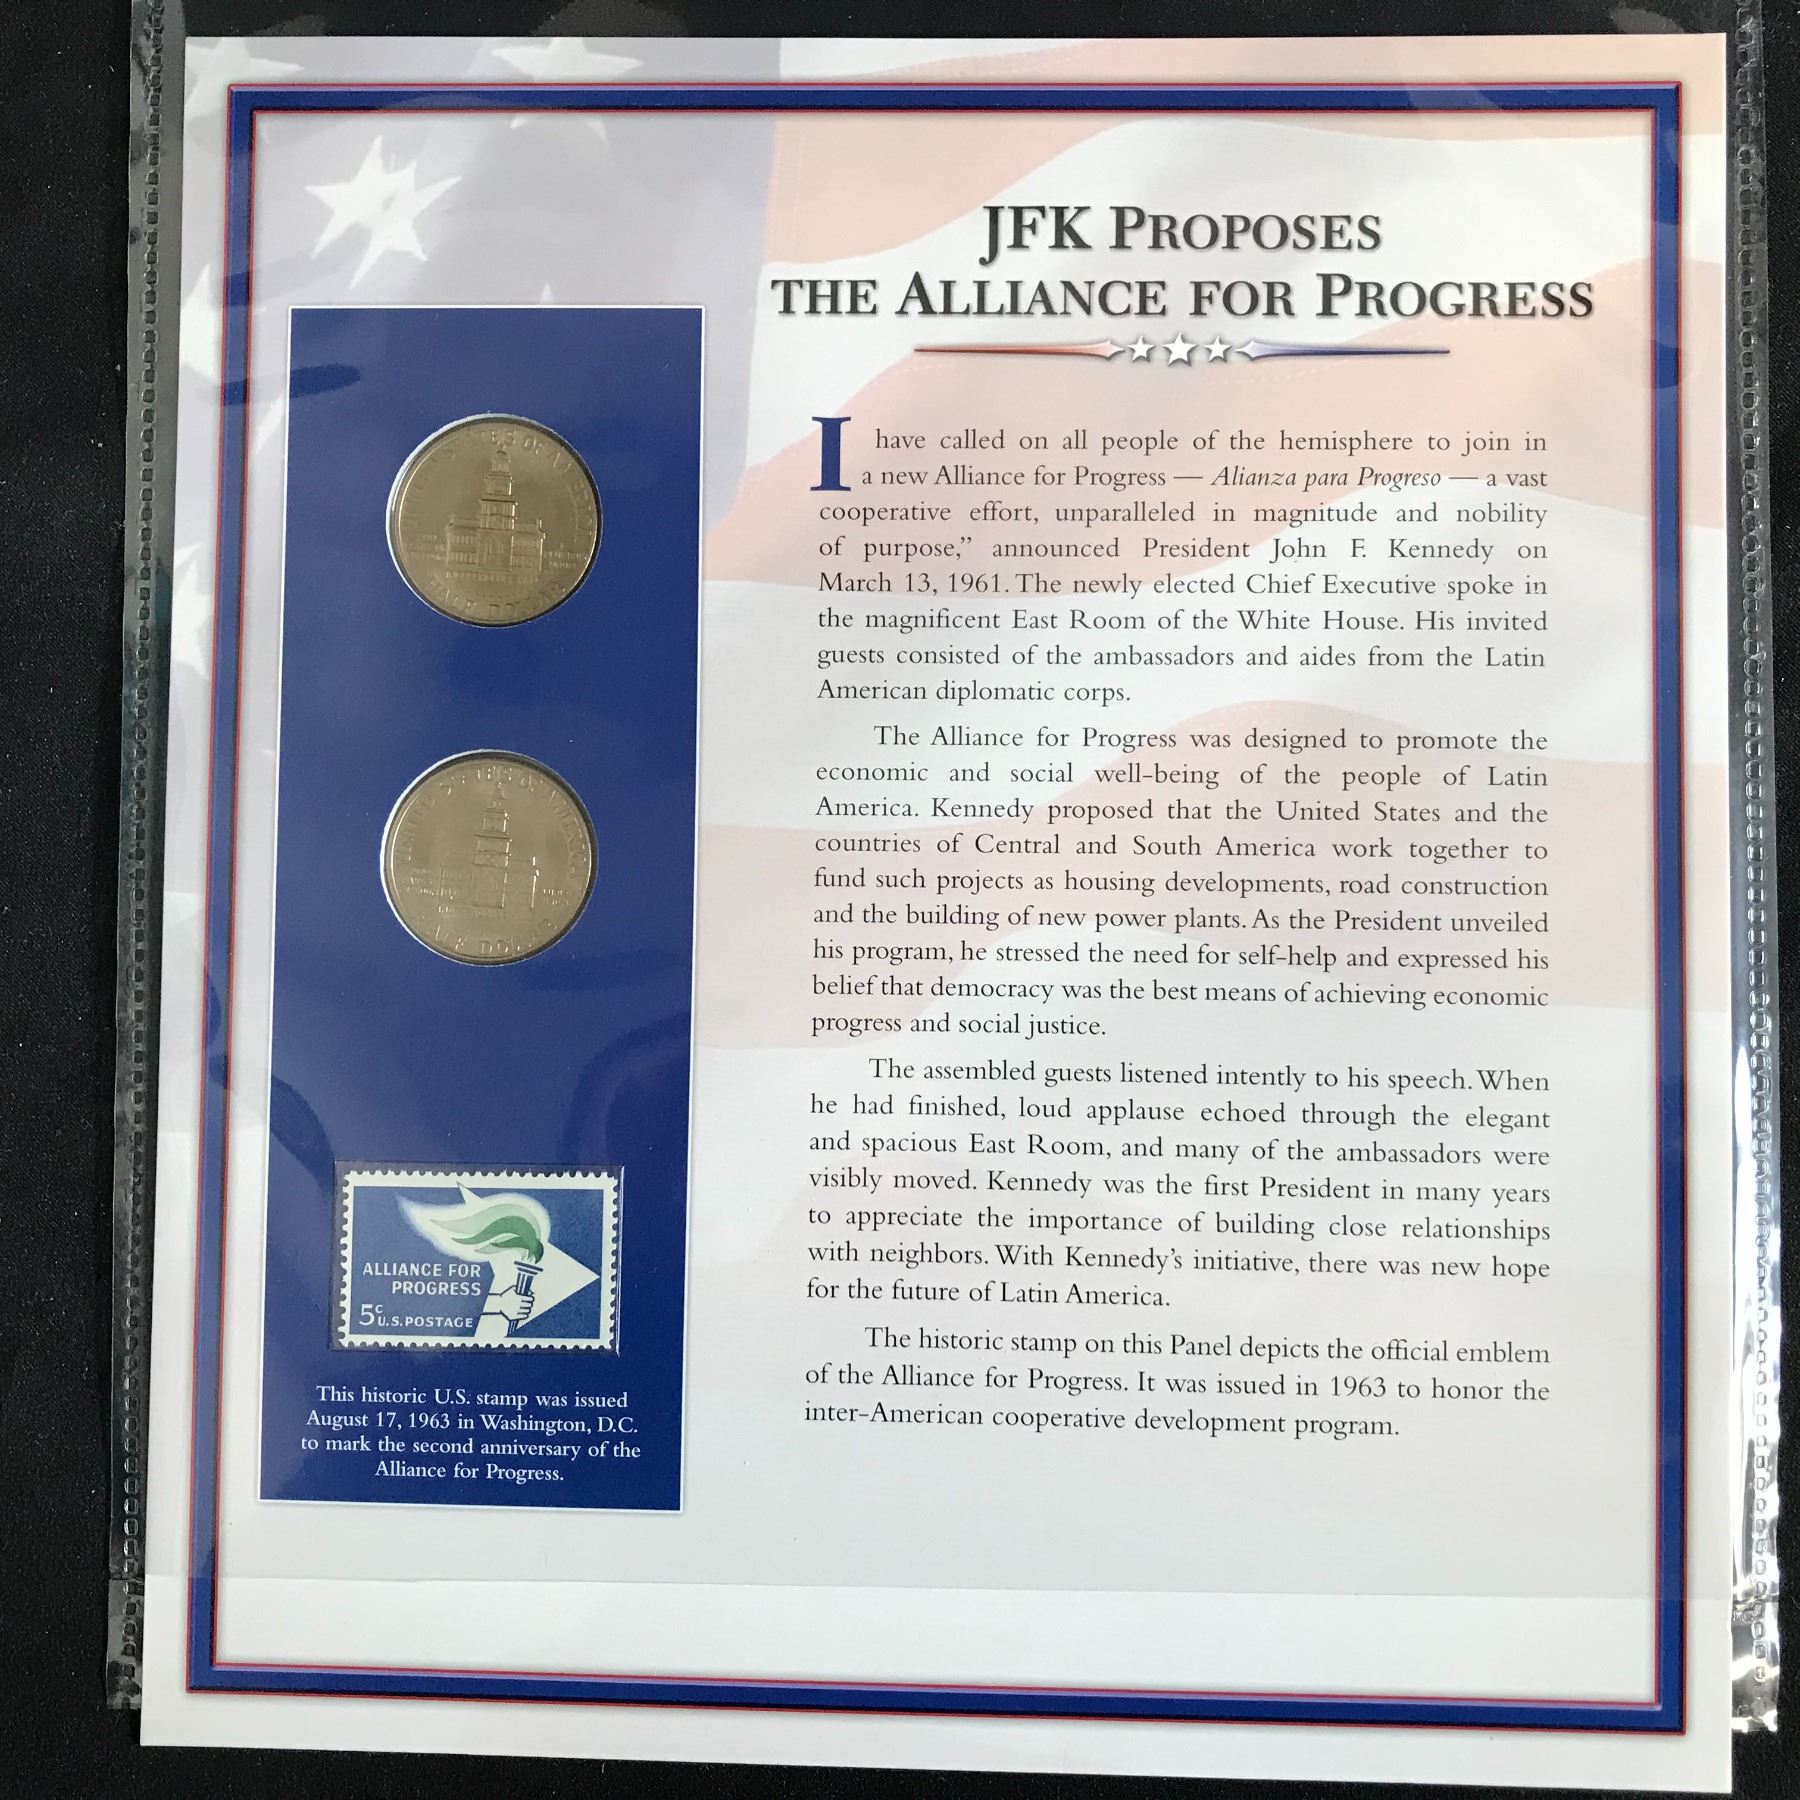 JFK PROPOSES
THE ALLIANCE FOR PROGRESS
I have called on all people of the hemisphere to join in
a new Alliance for Progress — Alianza para Progreso — a vast
cooperative effort, unparalleled in magnitude and nobility
of purpose,” announced President John F. Kennedy on
March 13, 1961. The newly elected Chief Executive spoke in
the magnificent East Room of the White House. His invited
guests consisted of the ambassadors and aides from the Latin
American diplomatic corps.
The Alliance for Progress was designed to promote the
economic and social well-being of the people of Latin
America. Kennedy proposed that the United States and the
countries of Central and South America work together to
fund such projects as housing developments, road construction
and the building of new power plants. As the President unveiled
his program, he stressed the need for self-help and expressed his
belief that democracy was the best means of achieving economic
progress and social justice.
The assembled guests listened intently to his speech. When
he had finished, loud applause echoed through the elegant
and spacious East Room, and many of the ambassadors were
visibly moved. Kennedy was the first President in many years
to appreciate the importance of building close relationships
with neighbors. With Kennedy’s initiative, there was new hope
for the future of Latin America.
The historic stamp on this Panel depicts the official emblem
of the Alliance for Progress. It was issued in 1963 to honor the
inter-American cooperative development program.
UNITED STATES OF AMERICA
HALF DOLLAR
UNITED STATES OF AMERICA
HALF DOLLAR
ALLIANCE FOR
PROGRESS
5c U.S. POSTAGE
This historic U.S. stamp was issued
August 17, 1963 in Washington, D.C.
to mark the second anniversary of the
Alliance for Progress.